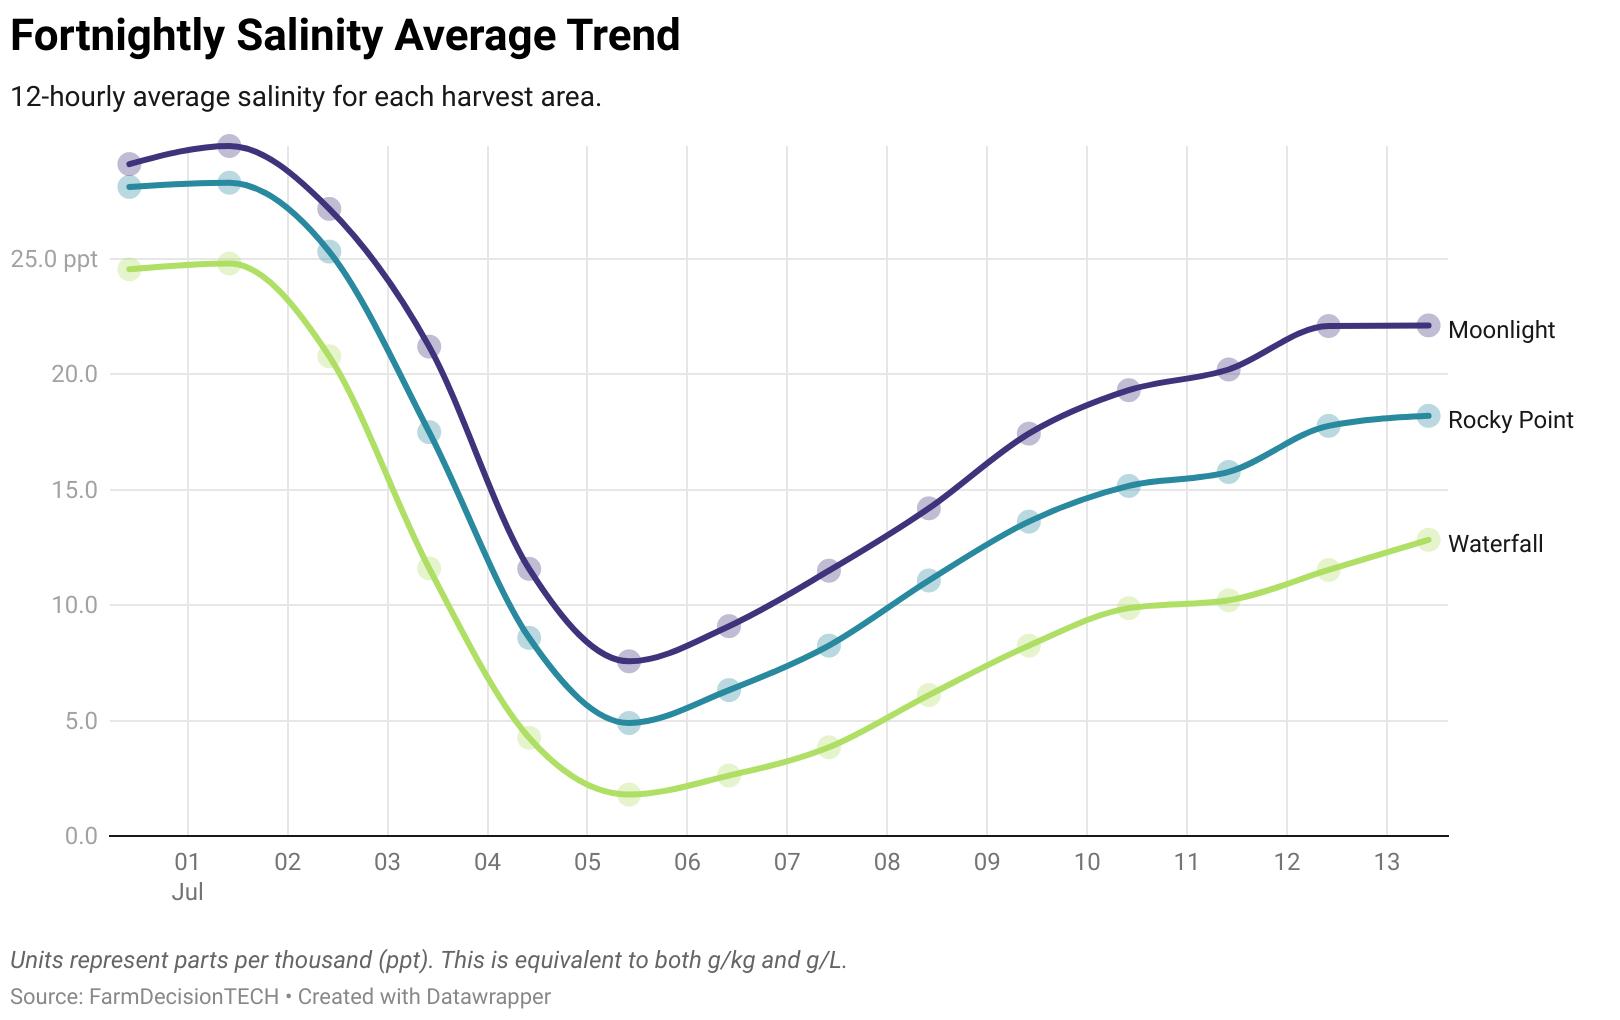 Fortnightly Salinity Average Trend
12-hourly average salinity for each harvest area.
25.0 ppt
20.0
15.0
10.0
5.0
0.0
Moonlight
Rocky Point
Waterfall
01 02 03 04 05 06 07 08 09 10 11 12 13
Jul
Units represent parts per thousand (ppt). This is equivalent to both g/kg and g/L.
Source: FarmDecisionTECH • Created with Datawrapper